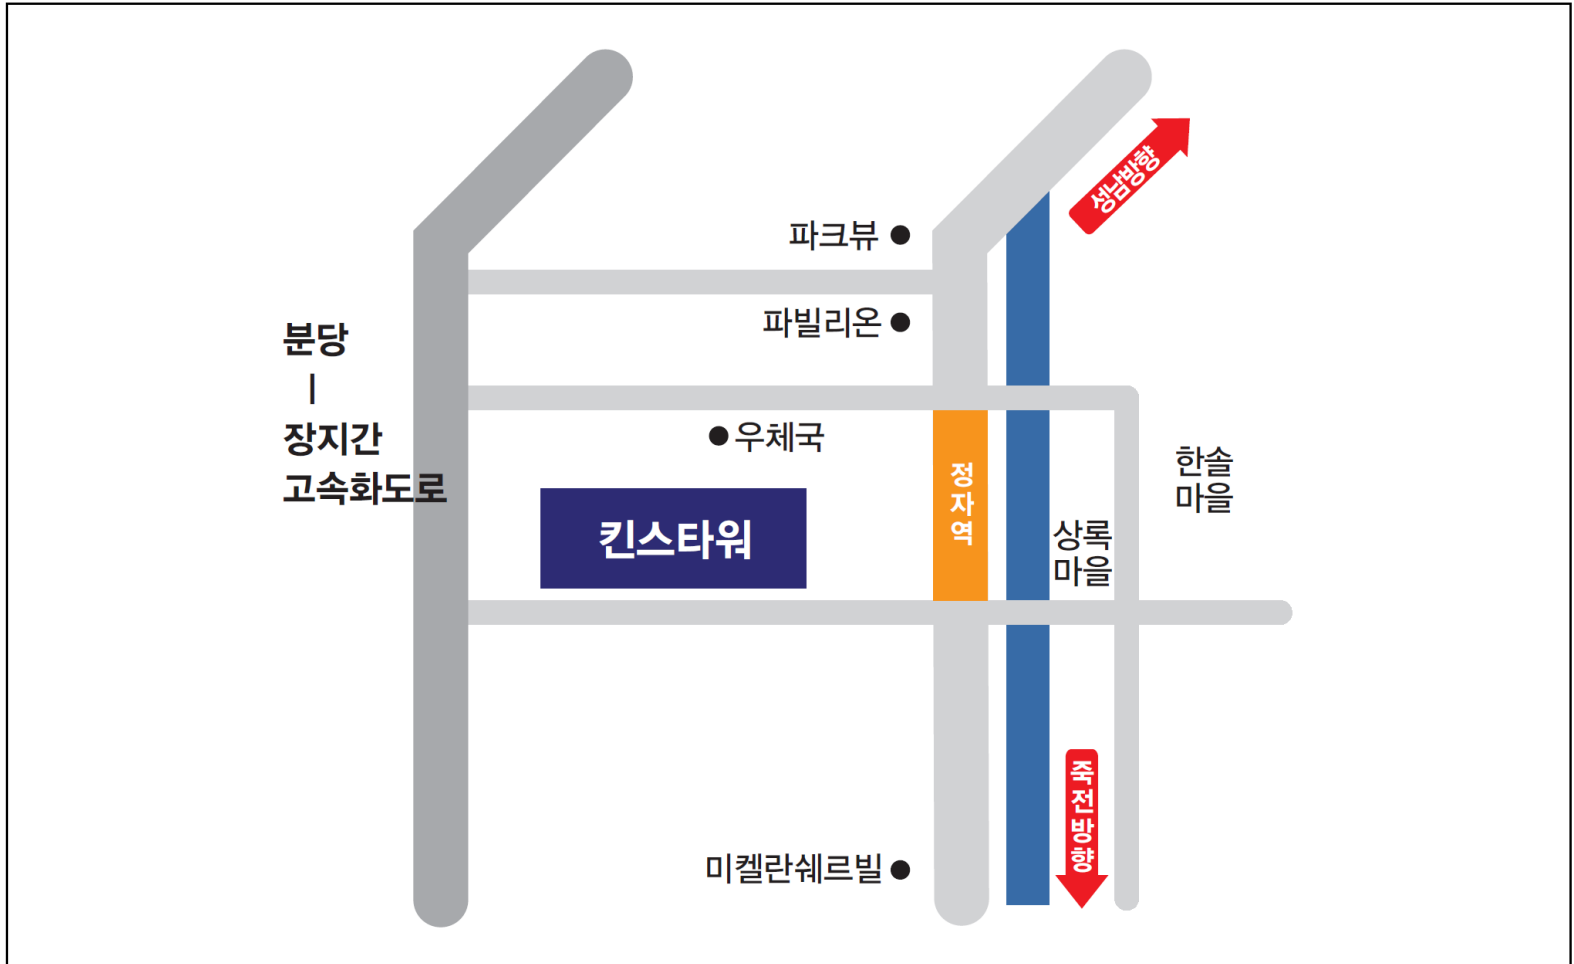 성남방향
파크뷰
파빌리온
분당
ㅣ
장지간
고속화도로
우체국
킨스타워
정자역
한솔
마을
상록
마을
죽전방향
미켈란쉐르빌